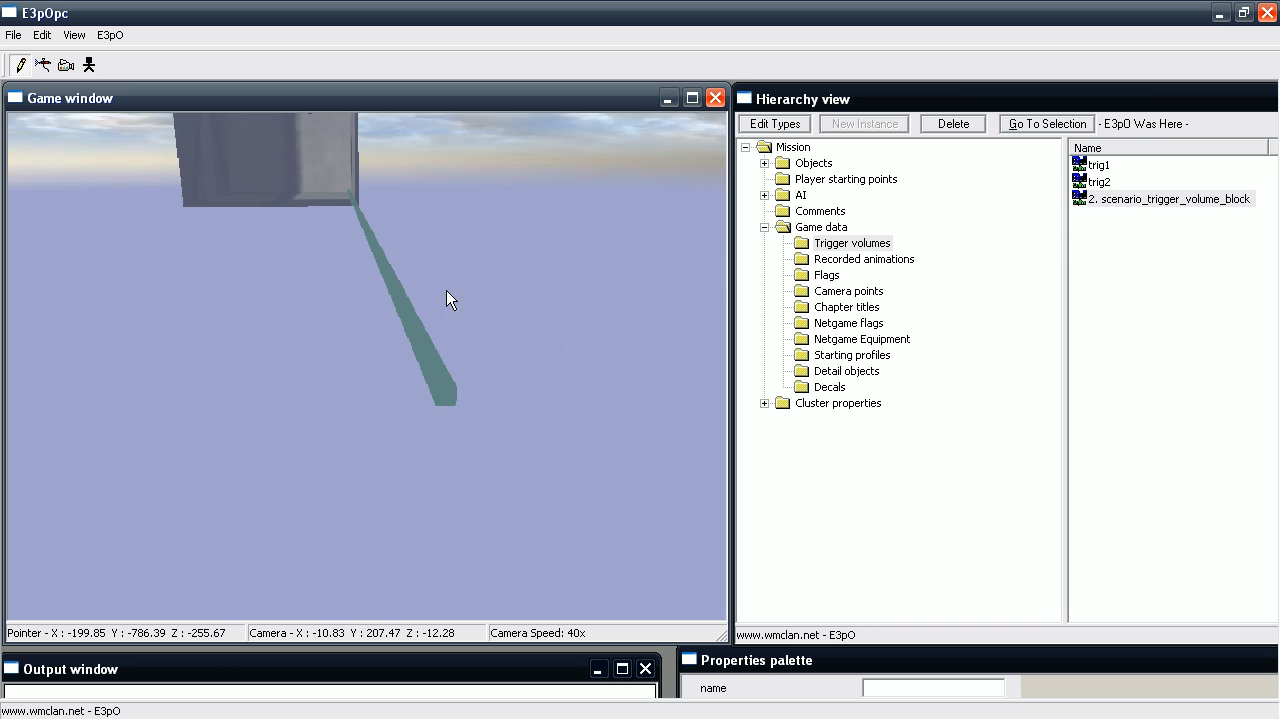 E3pOpc
File Edit View E3pO
Game window
Hierarchy view
Edit Types New Instance Delete Go To Selection - E3p0 Was Here -
Mission
Objects
Player starting points
AI
Comments
Game data
Trigger volumes
Recorded animations
Flags
Camera points
Chapter titles
Netgame flags
Netgame Equipment
Starting profiles
Detail objects
Decals
Cluster properties
Name
trig1
trig2
2. scenario_trigger_volume_block
Pointer - X : -199.85 Y : -786.39 Z : -255.67 Camera - X : -10.83 Y : 207.47 Z : -12.28 Camera Speed: 40x
www.wmclan.net - E3pO
Output window
Properties palette
name
www.wmclan.net - E3pO